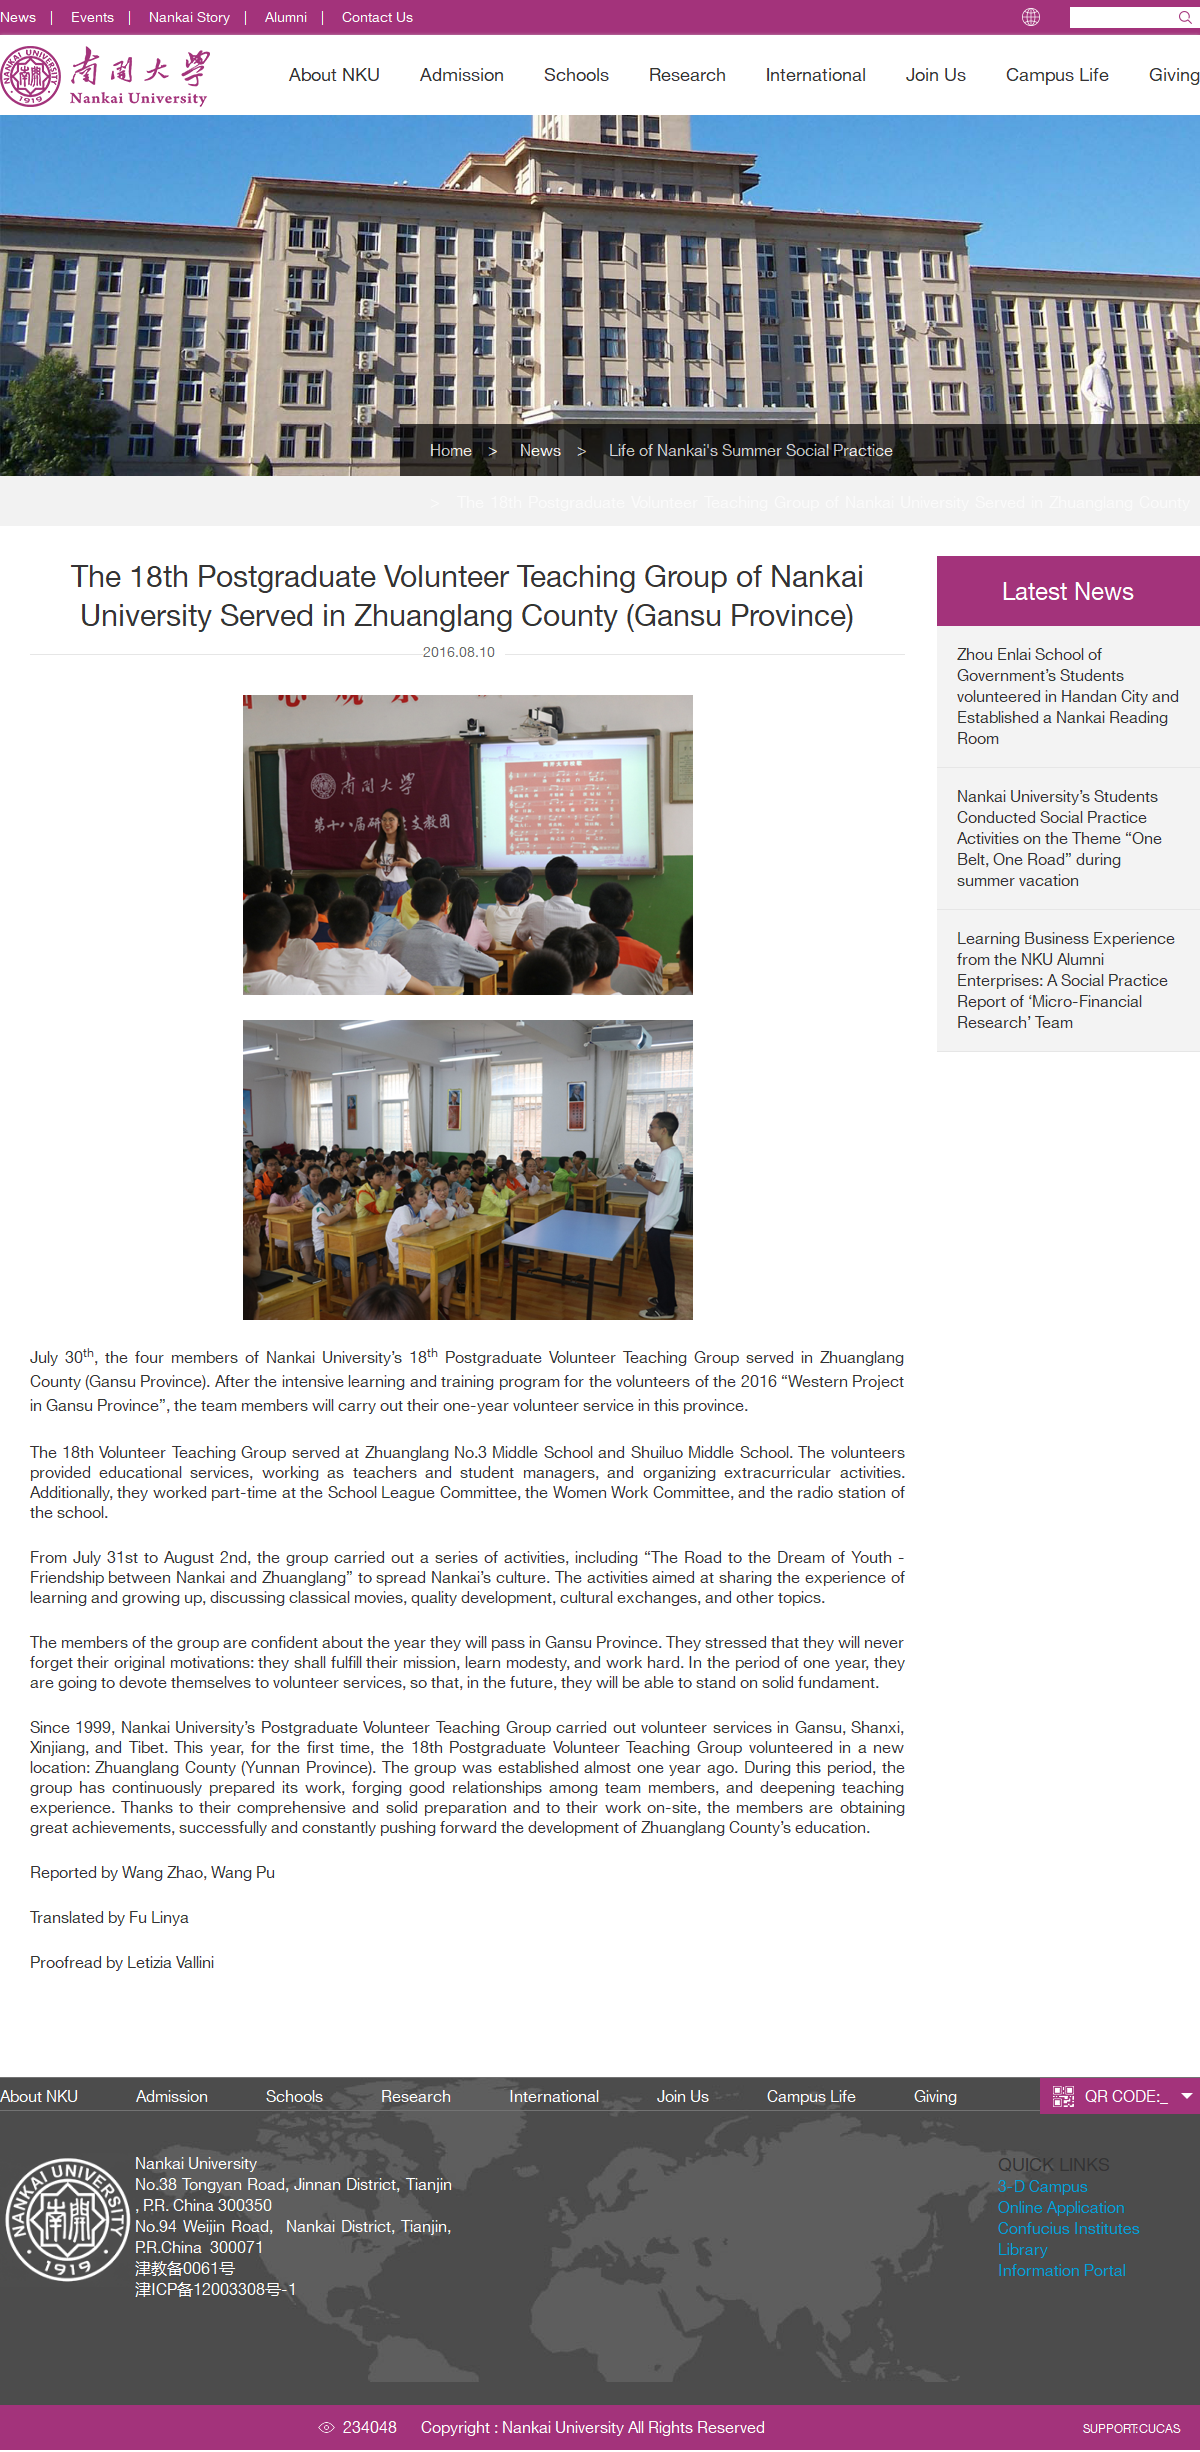 News | Events | Nankai Story | Alumni | Contact Us
NANKAI UNIVERSITY
1919
南開大學
Nankai University
About NKU Admission Schools Research International Join Us Campus Life Giving
Home > News > Life of Nankai's Summer Social Practice
> The 18th Postgraduate Volunteer Teaching Group of Nankai University Served in Zhuanglang County
The 18th Postgraduate Volunteer Teaching Group of Nankai
University Served in Zhuanglang County (Gansu Province)
2016.08.10
南開大學
第十八届研
支教团
July 30th, the four members of Nankai University’s 18th Postgraduate Volunteer Teaching Group served in Zhuanglang
County (Gansu Province). After the intensive learning and training program for the volunteers of the 2016 “Western Project
in Gansu Province”, the team members will carry out their one-year volunteer service in this province.
The 18th Volunteer Teaching Group served at Zhuanglang No.3 Middle School and Shuiluo Middle School. The volunteers
provided educational services, working as teachers and student managers, and organizing extracurricular activities.
Additionally, they worked part-time at the School League Committee, the Women Work Committee, and the radio station of
the school.
From July 31st to August 2nd, the group carried out a series of activities, including “The Road to the Dream of Youth -
Friendship between Nankai and Zhuanglang” to spread Nankai’s culture. The activities aimed at sharing the experience of
learning and growing up, discussing classical movies, quality development, cultural exchanges, and other topics.
The members of the group are confident about the year they will pass in Gansu Province. They stressed that they will never
forget their original motivations: they shall fulfill their mission, learn modesty, and work hard. In the period of one year, they
are going to devote themselves to volunteer services, so that, in the future, they will be able to stand on solid fundament.
Since 1999, Nankai University’s Postgraduate Volunteer Teaching Group carried out volunteer services in Gansu, Shanxi,
Xinjiang, and Tibet. This year, for the first time, the 18th Postgraduate Volunteer Teaching Group volunteered in a new
location: Zhuanglang County (Yunnan Province). The group was established almost one year ago. During this period, the
group has continuously prepared its work, forging good relationships among team members, and deepening teaching
experience. Thanks to their comprehensive and solid preparation and to their work on-site, the members are obtaining
great achievements, successfully and constantly pushing forward the development of Zhuanglang County’s education.
Reported by Wang Zhao, Wang Pu
Translated by Fu Linya
Proofread by Letizia Vallini
Latest News
Zhou Enlai School of
Government’s Students
volunteered in Handan City and
Established a Nankai Reading
Room
Nankai University’s Students
Conducted Social Practice
Activities on the Theme “One
Belt, One Road” during
summer vacation
Learning Business Experience
from the NKU Alumni
Enterprises: A Social Practice
Report of ‘Micro-Financial
Research’ Team
About NKU Admission Schools Research International Join Us Campus Life Giving QR CODE:_
NANKAI UNIVERSITY
1919
Nankai University
No.38 Tongyan Road, Jinnan District, Tianjin
, P.R. China 300350
No.94 Weijin Road, Nankai District, Tianjin,
P.R.China 300071
津教备0061号
津ICP备12003308号-1
QUICK LINKS
3-D Campus
Online Application
Confucius Institutes
Library
Information Portal
234048 Copyright : Nankai University All Rights Reserved
SUPPORT:CUCAS